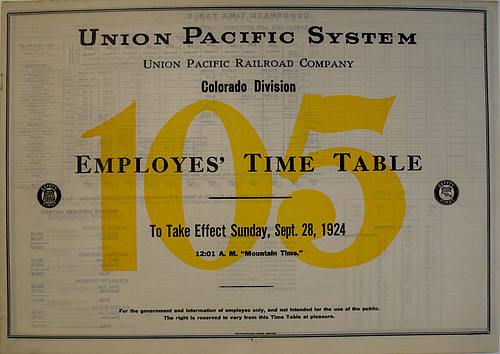 Union Pacific System
Union Pacific Railroad Company
Colorado Division
105
Employes' Time Table
To Take Effect Sunday, Sept. 28, 1924
12:01 A. M. "Mountain Time."
For the government and information of employes only, and not intended for the use of the public.
The right is reserved to vary from this Time Table at pleasure.